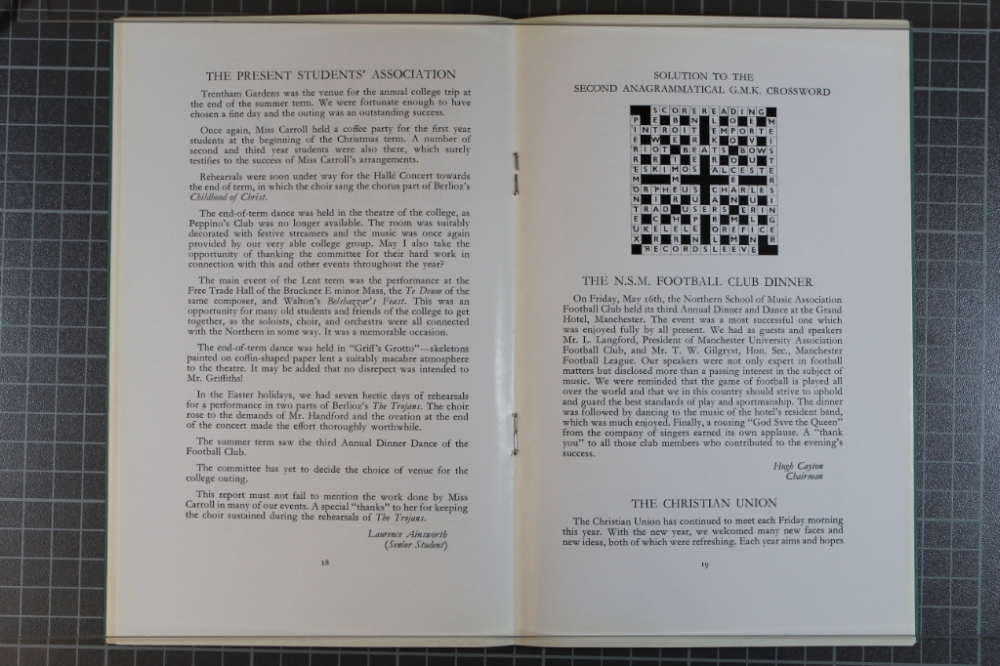 THE PRESENT STUDENTS' ASSOCIATION
Trentham Gardens was the venue for the annual college trip at
the end of the summer term. We were fortunate enough to have
chosen a fine day and the outing was an outstanding success.
Once again, Miss Carroll held a coffee party for the first year
students at the beginning of the Christmas term. A number of
second and third year students were also there, which surely
testifies to the success of Miss Carroll's arrangements.
Rehearsals were soon under way for the Hallé Concert towards
the end of term, in which the choir sang the chorus part of Berlioz's
Childhood of Christ.
The end-of-term dance was held in the theatre of the college, as
Peppino's Club was no longer available. The room was suitably
decorated with festive streamers and the music was once again
provided by our very able college group. May I also take the
opportunity of thanking the committee for their hard work in
connection with this and other events throughout the year?
The main event of the Lent term was the performance at the
Free Trade Hall of the Bruckner E minor Mass, the Te Deum of the
same composer, and Walton's Belshazzar's Feast. This was an
opportunity for many old students and friends of the college to get
together, as the soloists, choir, and orchestra were all connected
with the Northern in some way. It was a memorable occasion.
The end-of-term dance was held in "Griff's Grotto"—skeletons
painted on coffin-shaped paper lent a suitably macabre atmosphere
to the theatre. It may be added that no disrepect was intended to
Mr. Griffiths!
In the Easter holidays, we had seven hectic days of rehearsals
for a performance in two parts of Berlioz's The Trojans. The choir
rose to the demands of Mr. Handford and the ovation at the end
of the concert made the effort thoroughly worthwhile.
The summer term saw the third Annual Dinner Dance of the
Football Club.
The committee has yet to decide the choice of venue for the
college outing.
This report must not fail to mention the work done by Miss
Carroll in many of our events. A special "thanks" to her for keeping
the choir sustained during the rehearsals of The Trojans.
Laurence Ainsworth
(Senior Student)
18
SOLUTION TO THE
SECOND ANAGRAMMATICAL G.M.K. CROSSWORD
SCOREREADING
INTROIT EMPORTE
RIOT BEATS BOWS
ESKIMOS ALCESTE
ORPHEUS CHARLES
TRAD USERS ERIN
UKELELE OREFICE
RECORDSLEEVE
THE N.S.M. FOOTBALL CLUB DINNER
On Friday, May 16th, the Northern School of Music Association
Football Club held its third Annual Dinner and Dance at the Grand
Hotel, Manchester. The event was a most successful one which
was enjoyed fully by all present. We had as guests and speakers
Mr. L. Langford, President of Manchester University Association
Football Club, and Mr. T. W. Gilgryst, Hon. Sec., Manchester
Football League. Our speakers were not only expert in football
matters but disclosed more than a passing interest in the subject of
music. We were reminded that the game of football is played all
over the world and that we in this country should strive to uphold
and guard the best standards of play and sportmanship. The dinner
was followed by dancing to the music of the hotel's resident band,
which was much enjoyed. Finally, a rousing "God Save the Queen"
from the company of singers earned its own applause. A "thank
you" to all those club members who contributed to the evening's
success.
Hugh Cayton
Chairman
THE CHRISTIAN UNION
The Christian Union has continued to meet each Friday morning
this year. With the new year, we welcomed many new faces and
new ideas, both of which were refreshing. Each year aims and hopes
19